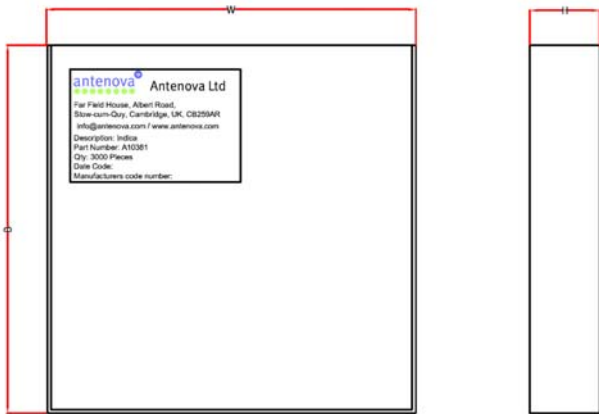 W
H
antenova
Antenova Ltd
Far Field House, Albert Road,
Stow-cum-Quy, Cambridge, UK, CB259AR
info@antenova.com / www.antenova.com
Description: Indica
Part Number: A10381
Qty: 3000 Pieces
Date Code:
Manufacturers code number:
D